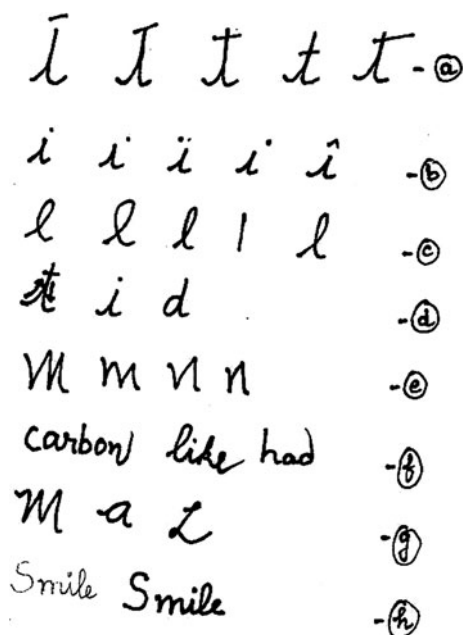 t t t t t - a
i i i i i - b
l l l l l - c
t i d - d
m m n n - e
carbon like had - f
M a L - g
Smile Smile - h